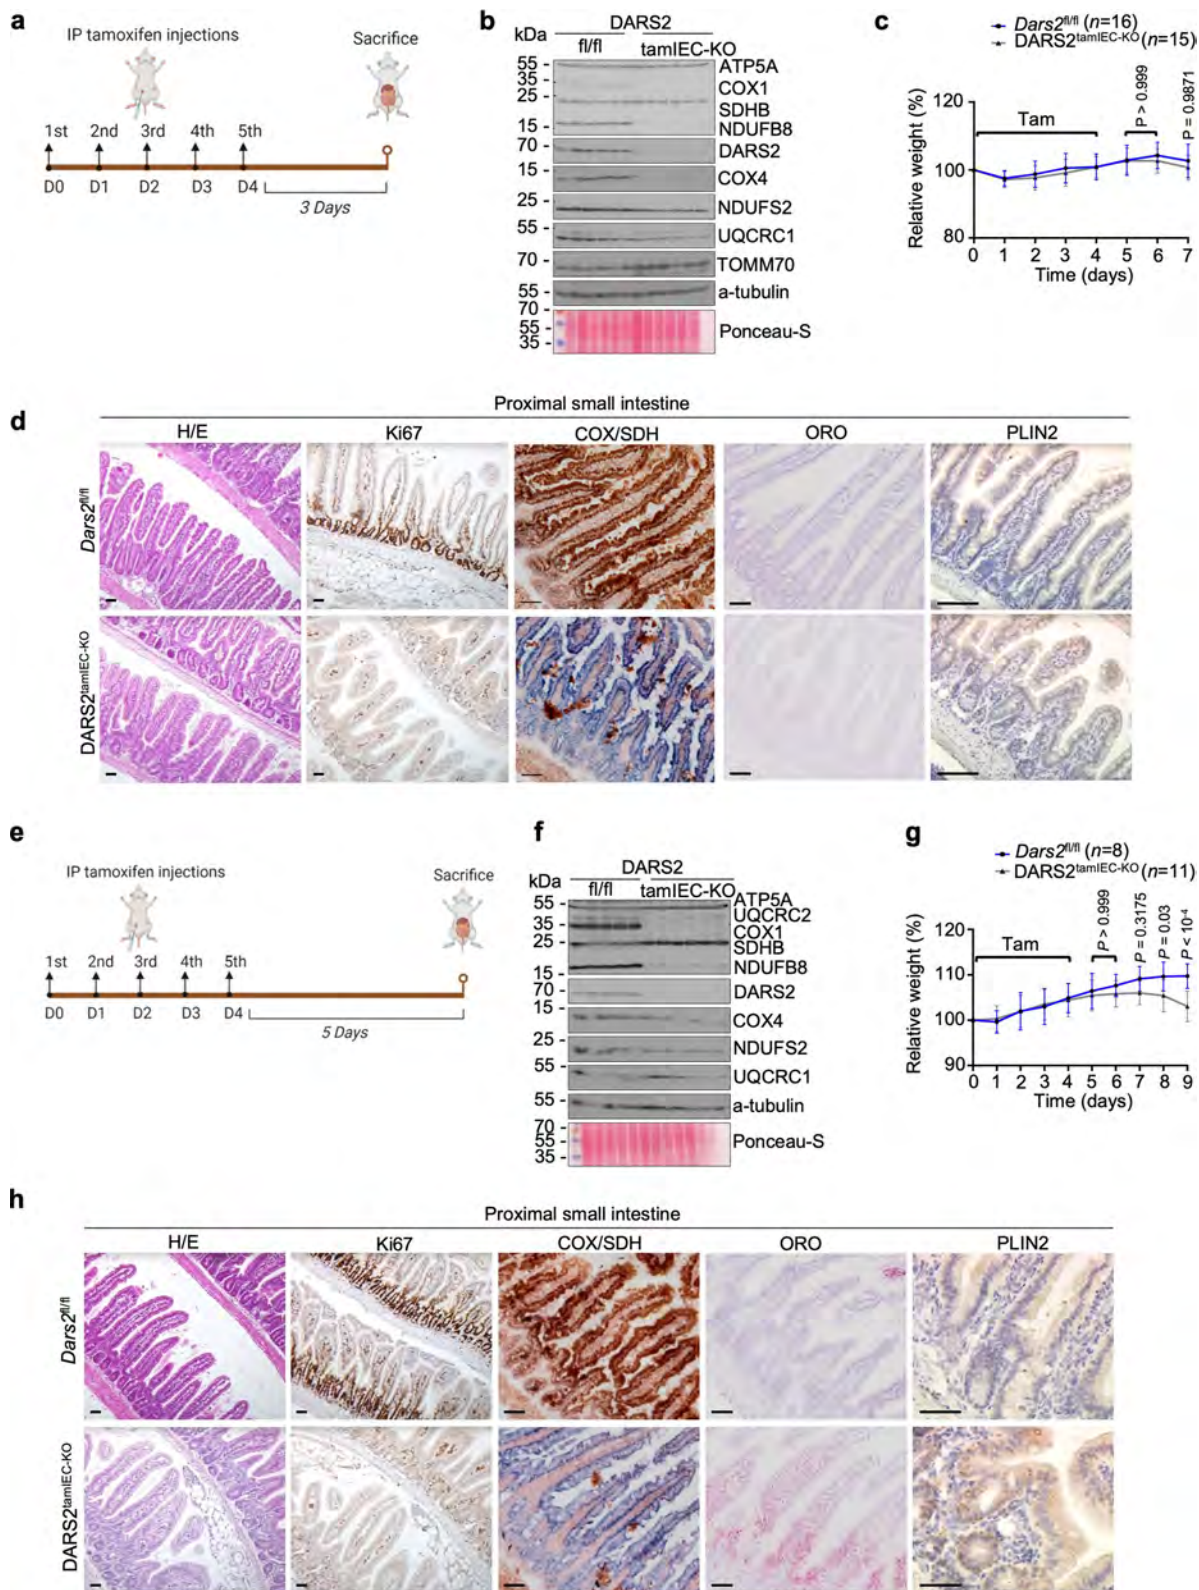 a
IP tamoxifen injections
Sacrifice
1st 2nd 3rd 4th 5th
D0 D1 D2 D3 D4
3 Days
b
DARS2
kDa
fl/fl tamIEC-KO
55 - ATP5A
35 -
COX1
25 -
SDHB
15 - NDUFB8
70 - DARS2
15 - COX4
25 - NDUFS2
55 - UQCRC1
70 - TOMM70
55 - a-tubulin
70 -
55 - Ponceau-S
35 -
c
Dars2fl/fl (n=16)
DARS2tamIEC-KO (n=15)
Relative weight (%)
120
100
80
Tam
P > 0.999
P = 0.9871
0 1 2 3 4 5 6 7
Time (days)
d
Proximal small intestine
H/E Ki67 COX/SDH ORO PLIN2
Dars2fl/fl
DARS2tamIEC-KO
e
IP tamoxifen injections
Sacrifice
1st 2nd 3rd 4th 5th
D0 D1 D2 D3 D4
5 Days
f
DARS2
kDa
fl/fl tamIEC-KO
55 - ATP5A
UQCRC2
35 - COX1
25 - SDHB
15 - NDUFB8
70 - DARS2
15 - COX4
25 - NDUFS2
55 - UQCRC1
55 - a-tubulin
70 -
55 - Ponceau-S
35 -
g
Dars2fl/fl (n=8)
DARS2tamIEC-KO (n=11)
Relative weight (%)
120
110
100
90
Tam
P > 0.999
P = 0.3175
P = 0.03
P < 10-4
0 1 2 3 4 5 6 7 8 9
Time (days)
h
Proximal small intestine
H/E Ki67 COX/SDH ORO PLIN2
Dars2fl/fl
DARS2tamIEC-KO